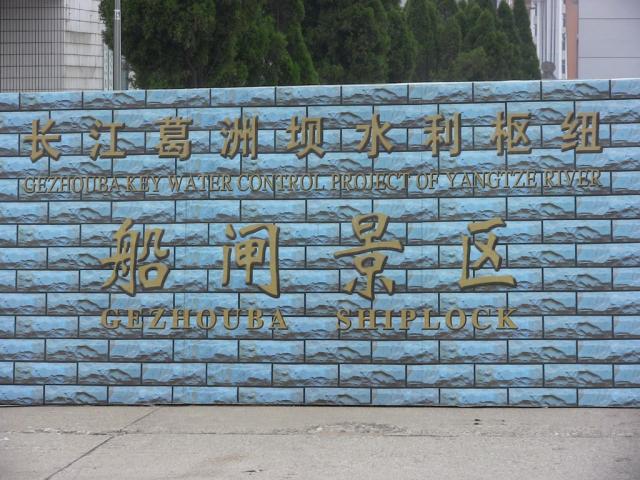 长江葛洲坝水利枢纽
GEZHOUBA KEY WATER CONTROL PROJECT OF YANGTZE RIVER
船闸景区
GEZHOUBA SHIPLOCK